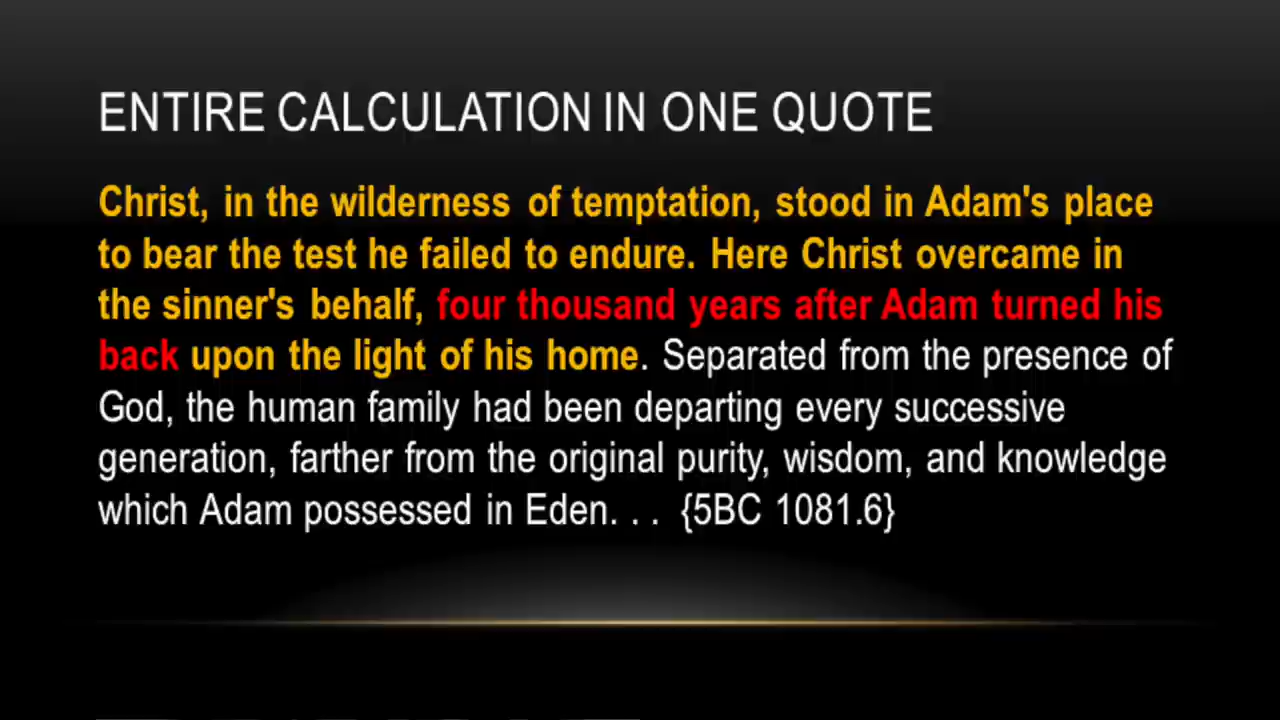 ENTIRE CALCULATION IN ONE QUOTE
Christ, in the wilderness of temptation, stood in Adam's place
to bear the test he failed to endure. Here Christ overcame in
the sinner's behalf, four thousand years after Adam turned his
back upon the light of his home. Separated from the presence of
God, the human family had been departing every successive
generation, farther from the original purity, wisdom, and knowledge
which Adam possessed in Eden. . . {5BC 1081.6}